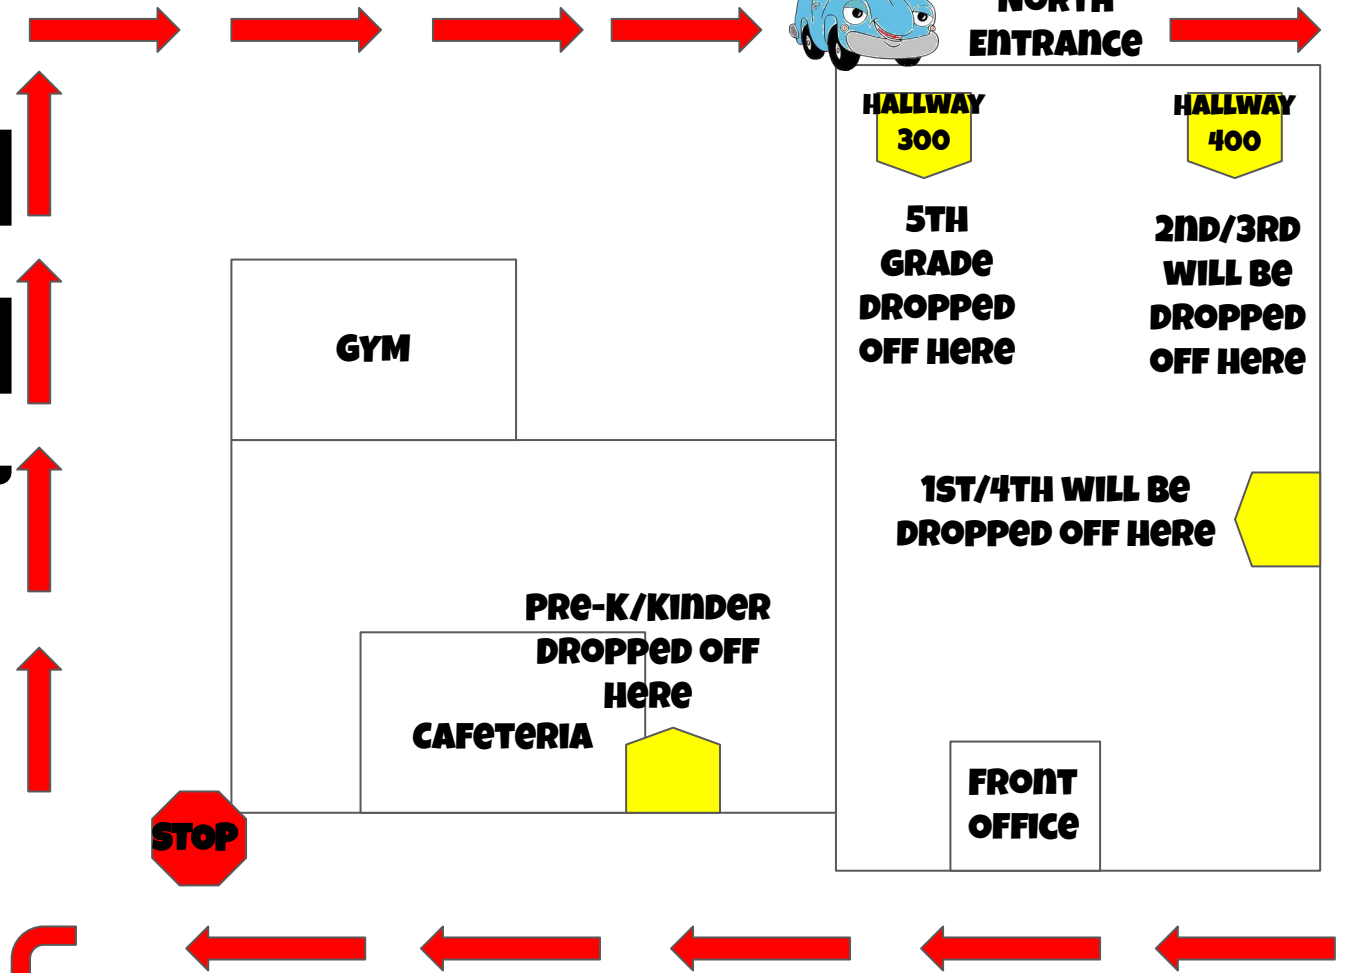 NORTH
ENTRANCE
HALLWAY
300
HALLWAY
400
5TH
GRADE
DROPPED
OFF HERE
2ND/3RD
WILL BE
DROPPED
OFF HERE
GYM
1ST/4TH WILL BE
DROPPED OFF HERE
PRE-K/KINDER
DROPPED OFF
HERE
CAFETERIA
FRONT
OFFICE
STOP